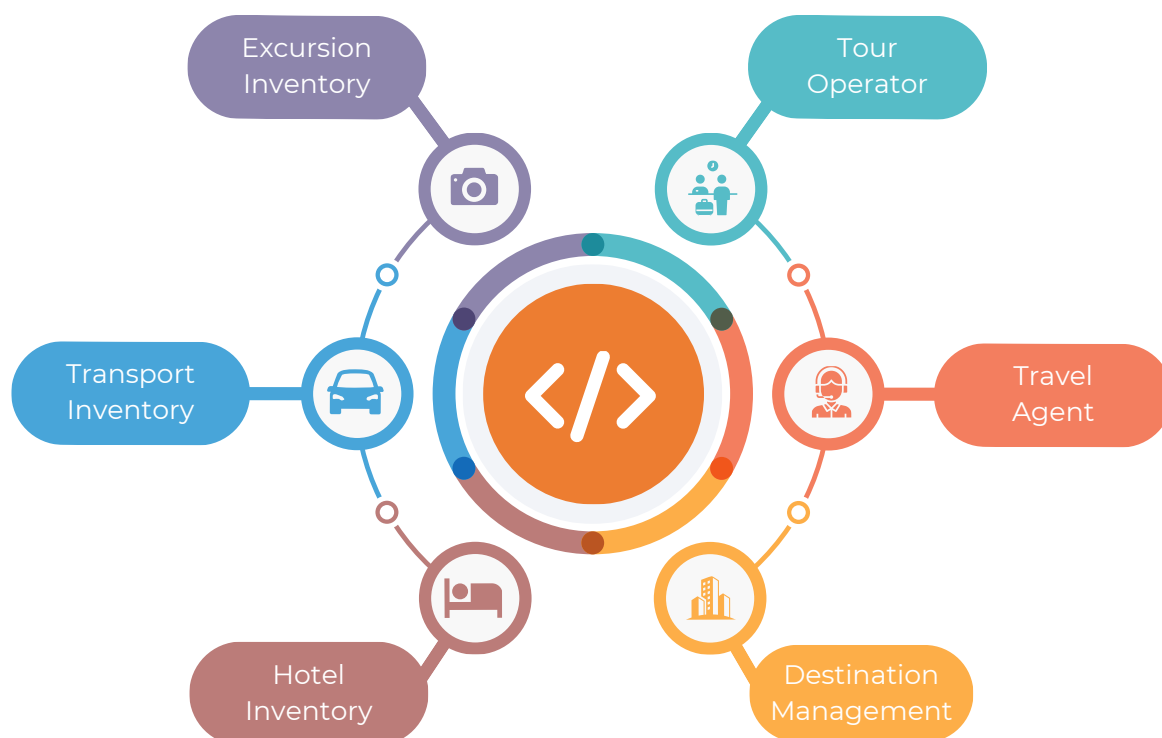 Excursion
Inventory
Tour
Operator
Transport
Inventory
Travel
Agent
Hotel
Inventory
Destination
Management